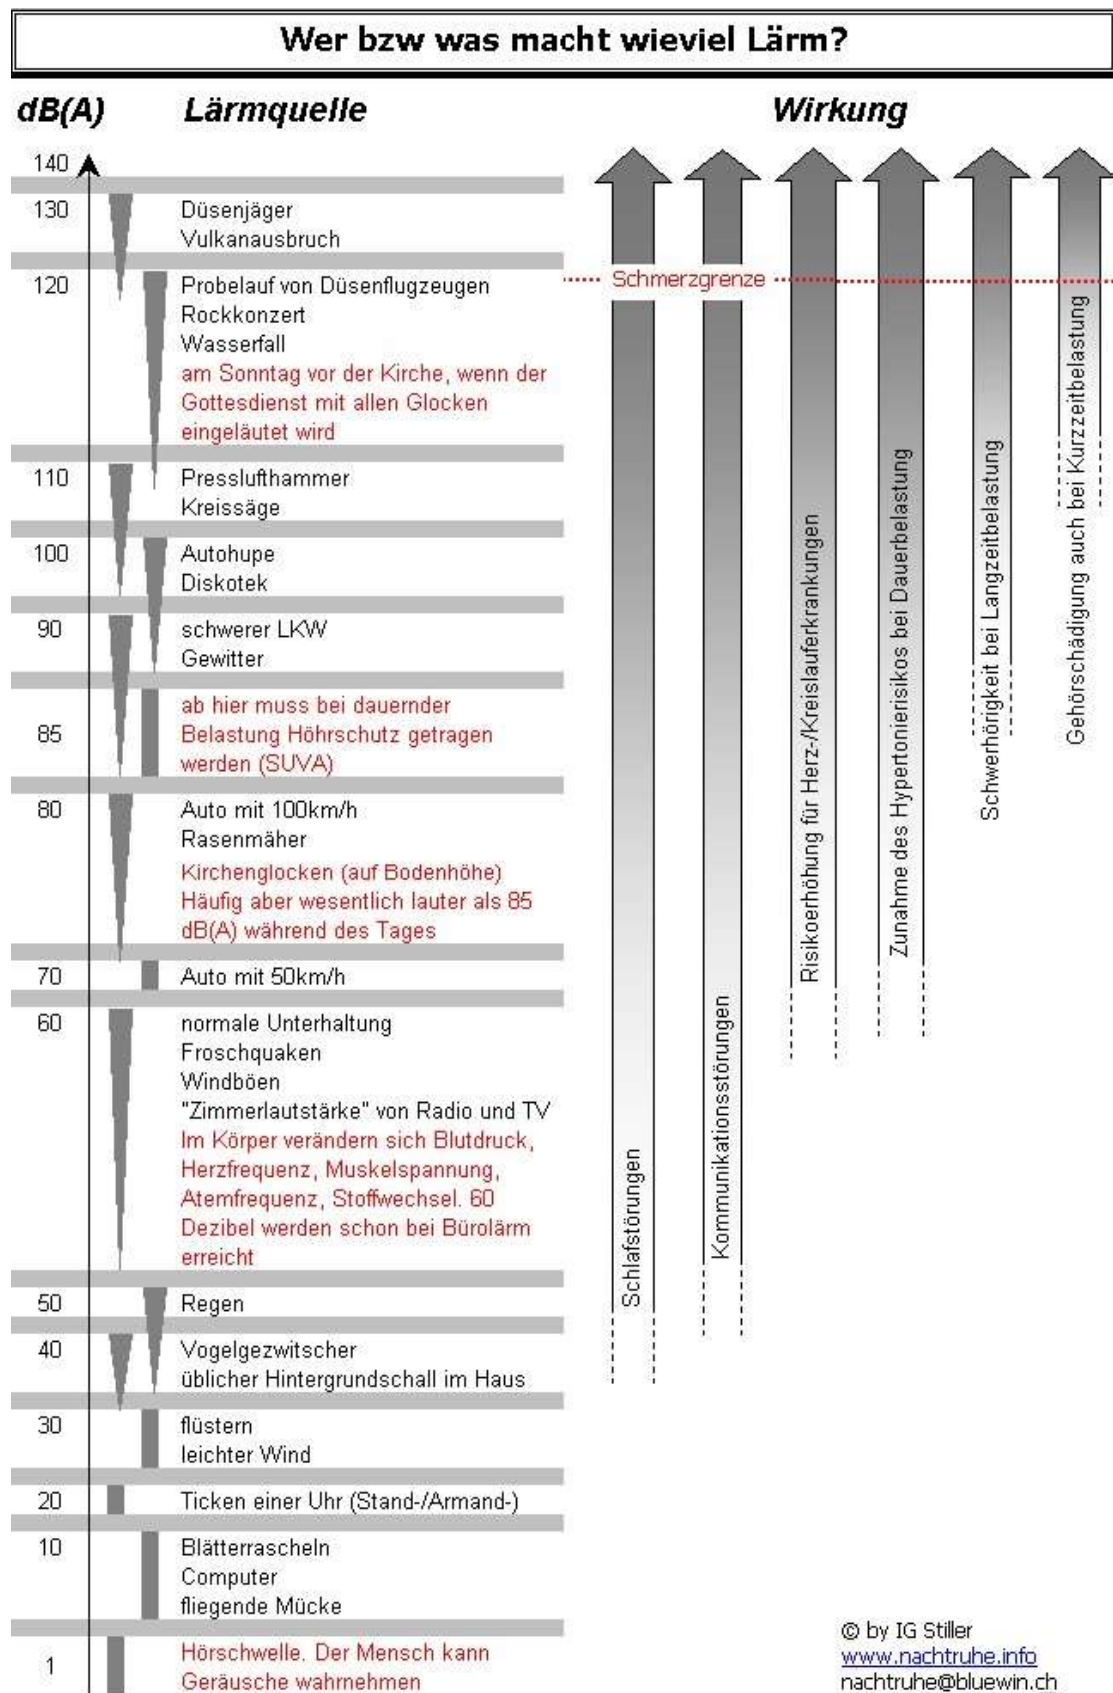 Wer bzw was macht wieviel Lärm?
dB(A) Lärmquelle Wirkung
140
130 Düsenjäger
Vulkanausbruch
120 Probelauf von Düsenflugzeugen
Rockkonzert
Wasserfall
am Sonntag vor der Kirche, wenn der
Gottesdienst mit allen Glocken
eingeläutet wird
110 Presslufthammer
Kreissäge
100 Autohupe
Diskotek
90 schwerer LKW
Gewitter
ab hier muss bei dauernder
85 Belastung Höhrschutz getragen
werden (SUVA)
80 Auto mit 100km/h
Rasenmäher
Kirchenglocken (auf Bodenhöhe)
Häufig aber wesentlich lauter als 85
dB(A) während des Tages
70 Auto mit 50km/h
60 normale Unterhaltung
Froschquaken
Windböen
"Zimmerlautstärke" von Radio und TV
Im Körper verändern sich Blutdruck,
Herzfrequenz, Muskelspannung,
Atemfrequenz, Stoffwechsel. 60
Dezibel werden schon bei Bürolärm
erreicht
50 Regen
40 Vogelgezwitscher
üblicher Hintergrundschall im Haus
30 flüstern
leichter Wind
20 Ticken einer Uhr (Stand-/Armand-)
10 Blätterrascheln
Computer
fliegende Mücke
1 Hörschwelle. Der Mensch kann
Geräusche wahrnehmen
Schmerzgrenze
Schlafstörungen
Kommunikationsstörungen
Risikoerhöhung für Herz-/Kreislauferkrankungen
Zunahme des Hypertonierisikos bei Dauerbelastung
Schwerhörigkeit bei Langzeitbelastung
Gehörschädigung auch bei Kurzzeitbelastung
© by IG Stiller
www.nachtruhe.info
nachtruhe@bluewin.ch